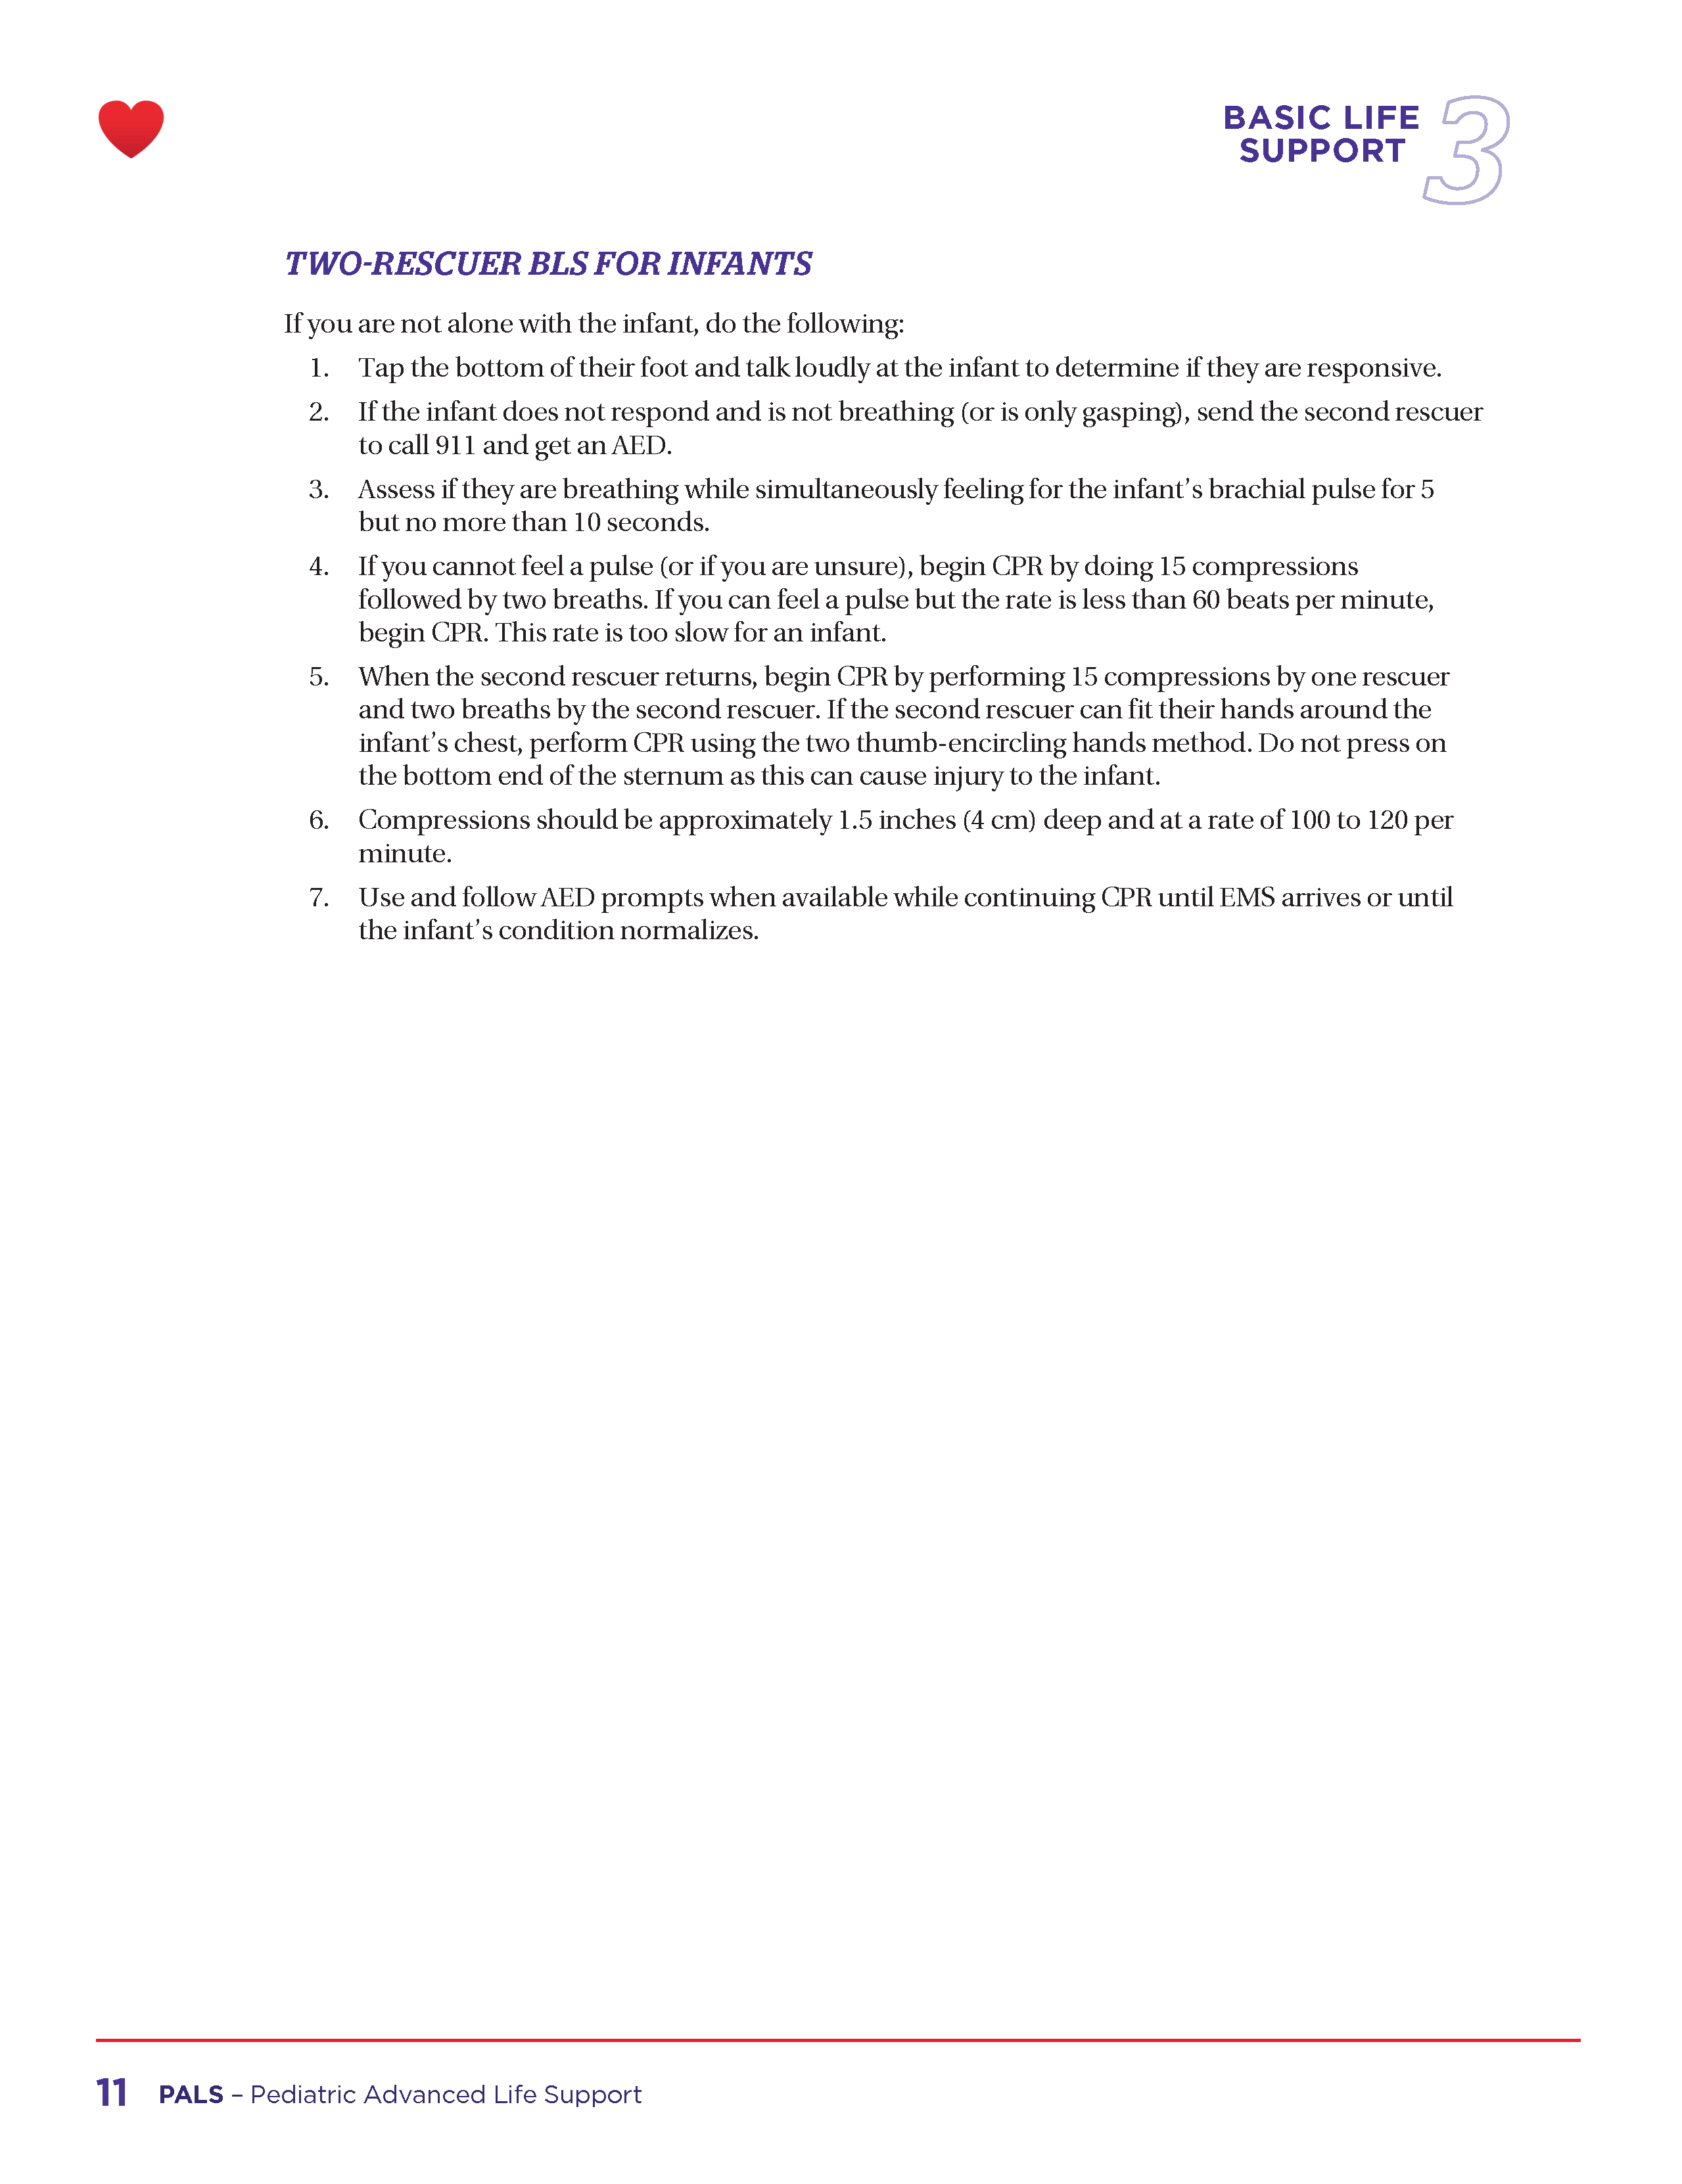 BASIC LIFE
SUPPORT
3
TWO-RESCUER BLS FOR INFANTS
If you are not alone with the infant, do the following:
1. Tap the bottom of their foot and talk loudly at the infant to determine if they are responsive.
2. If the infant does not respond and is not breathing (or is only gasping), send the second rescuer
to call 911 and get an AED.
3. Assess if they are breathing while simultaneously feeling for the infant’s brachial pulse for 5
but no more than 10 seconds.
4. If you cannot feel a pulse (or if you are unsure), begin CPR by doing 15 compressions
followed by two breaths. If you can feel a pulse but the rate is less than 60 beats per minute,
begin CPR. This rate is too slow for an infant.
5. When the second rescuer returns, begin CPR by performing 15 compressions by one rescuer
and two breaths by the second rescuer. If the second rescuer can fit their hands around the
infant’s chest, perform CPR using the two thumb-encircling hands method. Do not press on
the bottom end of the sternum as this can cause injury to the infant.
6. Compressions should be approximately 1.5 inches (4 cm) deep and at a rate of 100 to 120 per
minute.
7. Use and follow AED prompts when available while continuing CPR until EMS arrives or until
the infant’s condition normalizes.
11 PALS – Pediatric Advanced Life Support